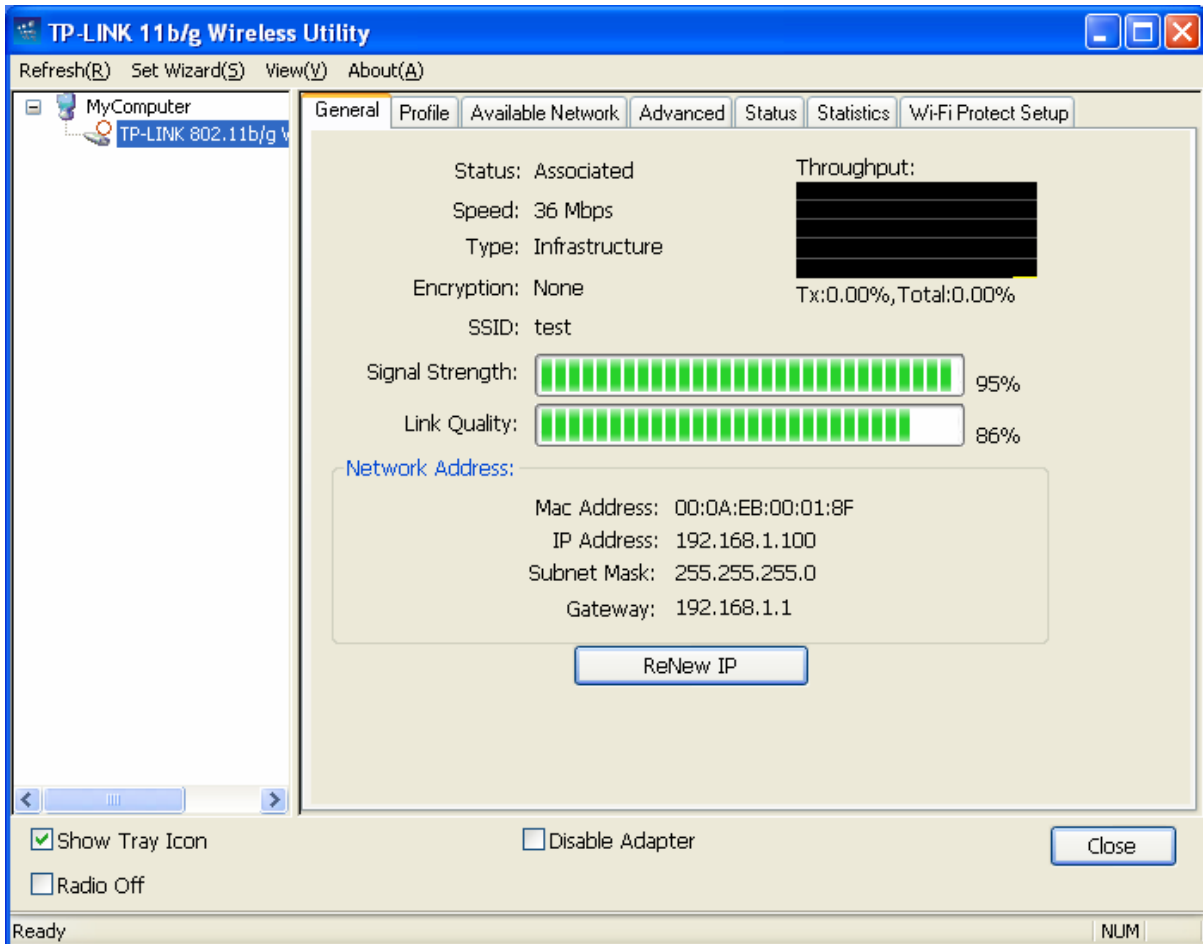 TP-LINK 11b/g Wireless Utility
Refresh(R) Set Wizard(S) View(V) About(A)
MyComputer
TP-LINK 802.11b/g
General Profile Available Network Advanced Status Statistics Wi-Fi Protect Setup
Status: Associated
Speed: 36 Mbps
Type: Infrastructure
Encryption: None
SSID: test
Throughput:
Tx:0.00%,Total:0.00%
Signal Strength: 95%
Link Quality: 86%
Network Address:
Mac Address: 00:0A:EB:00:01:8F
IP Address: 192.168.1.100
Subnet Mask: 255.255.255.0
Gateway: 192.168.1.1
ReNew IP
Show Tray Icon
Disable Adapter
Close
Radio Off
Ready
NUM